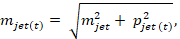 m_{jet(t)} = \sqrt{m_{jet}^2 + p_{jet(t)}^2},